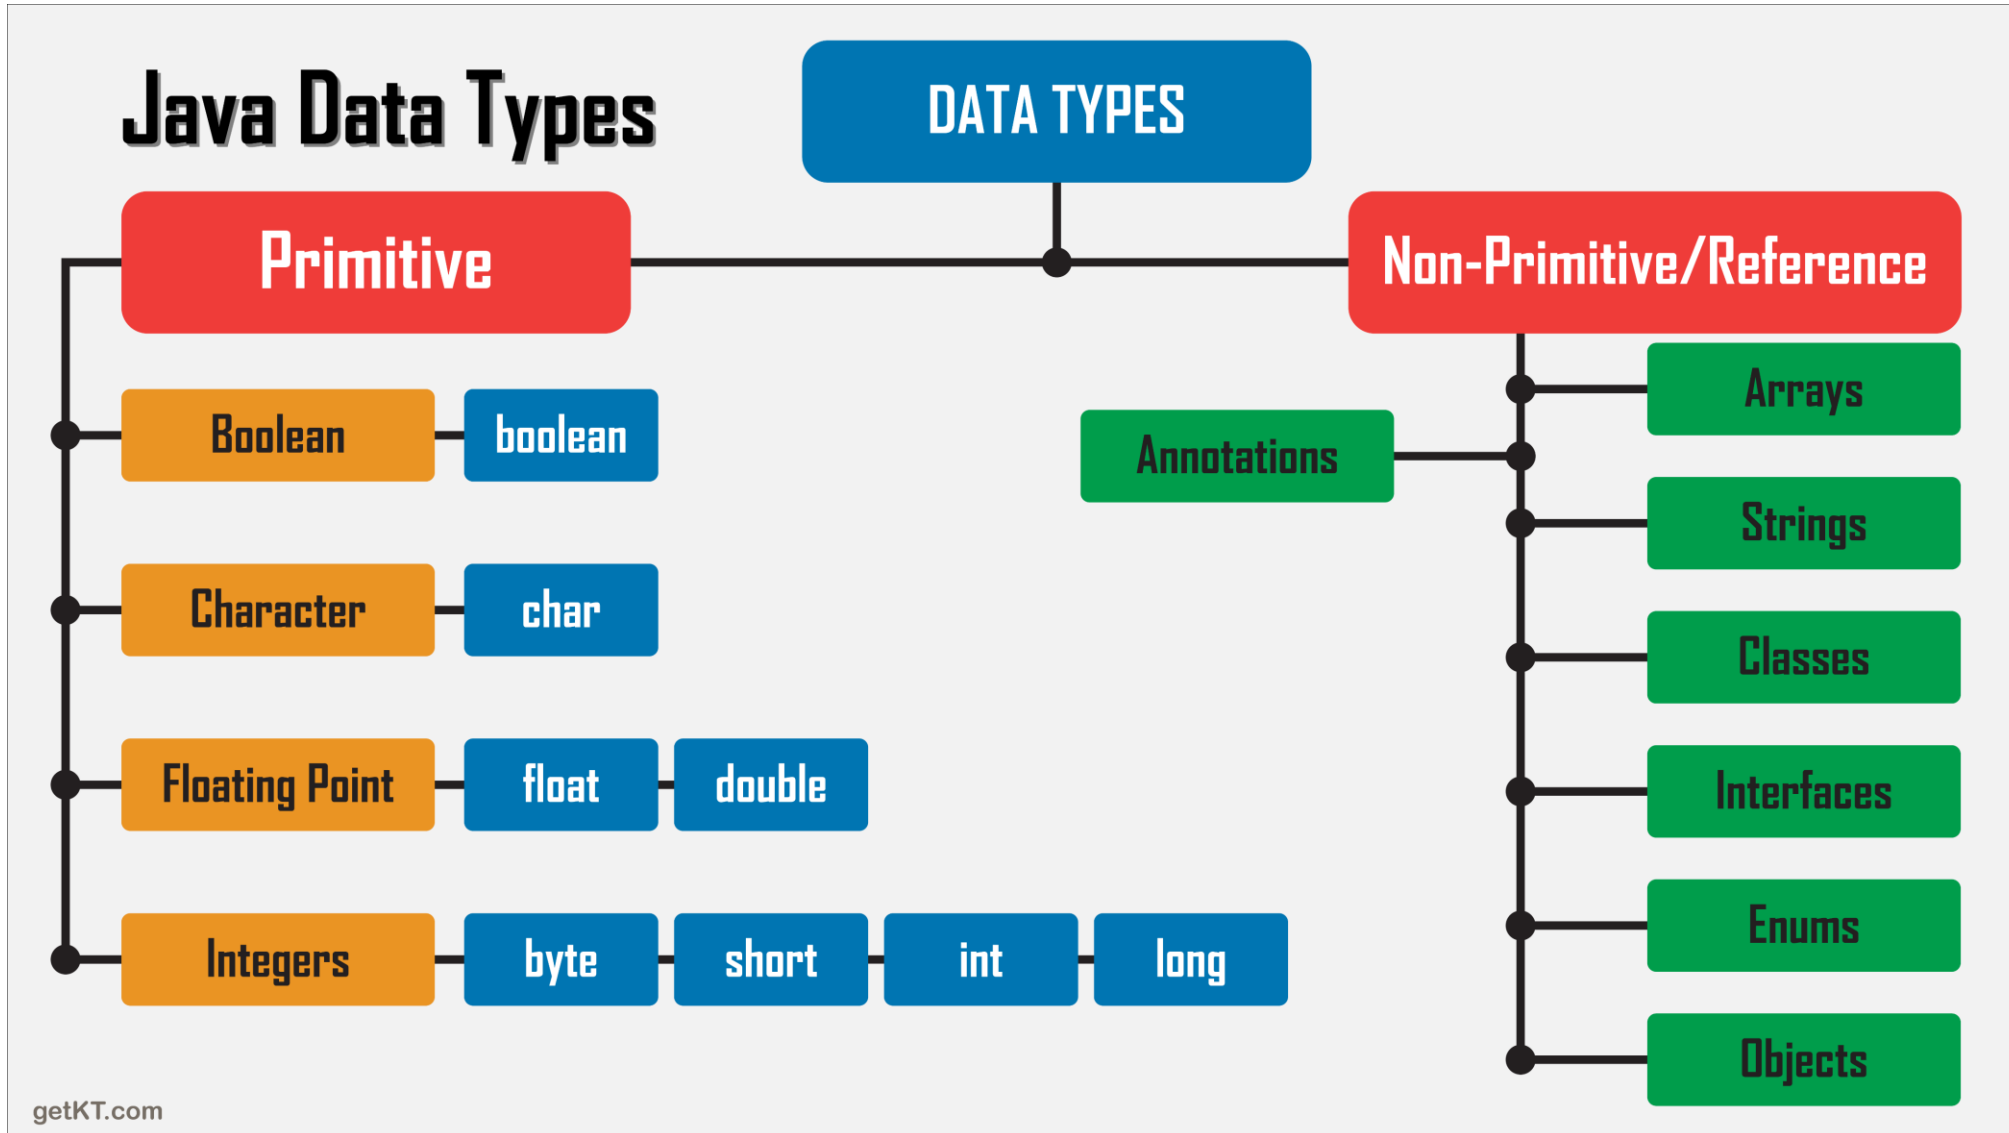 Java Data Types
DATA TYPES
Primitive
Non-Primitive/Reference
Boolean
boolean
Character
char
Floating Point
float
double
Integers
byte
short
int
long
Annotations
Arrays
Strings
Classes
Interfaces
Enums
Objects
getKT.com